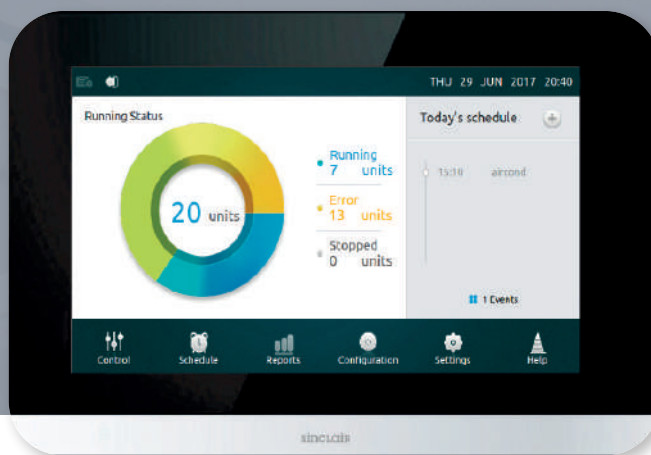 THU 29 JUN 2017 20:40
Running Status
Today's schedule
20 units
Running
7 units
Error
13 units
Stopped
0 units
15:10 aircond
1 Events
Control
Schedule
Reports
Configuration
Settings
Help
sinclair